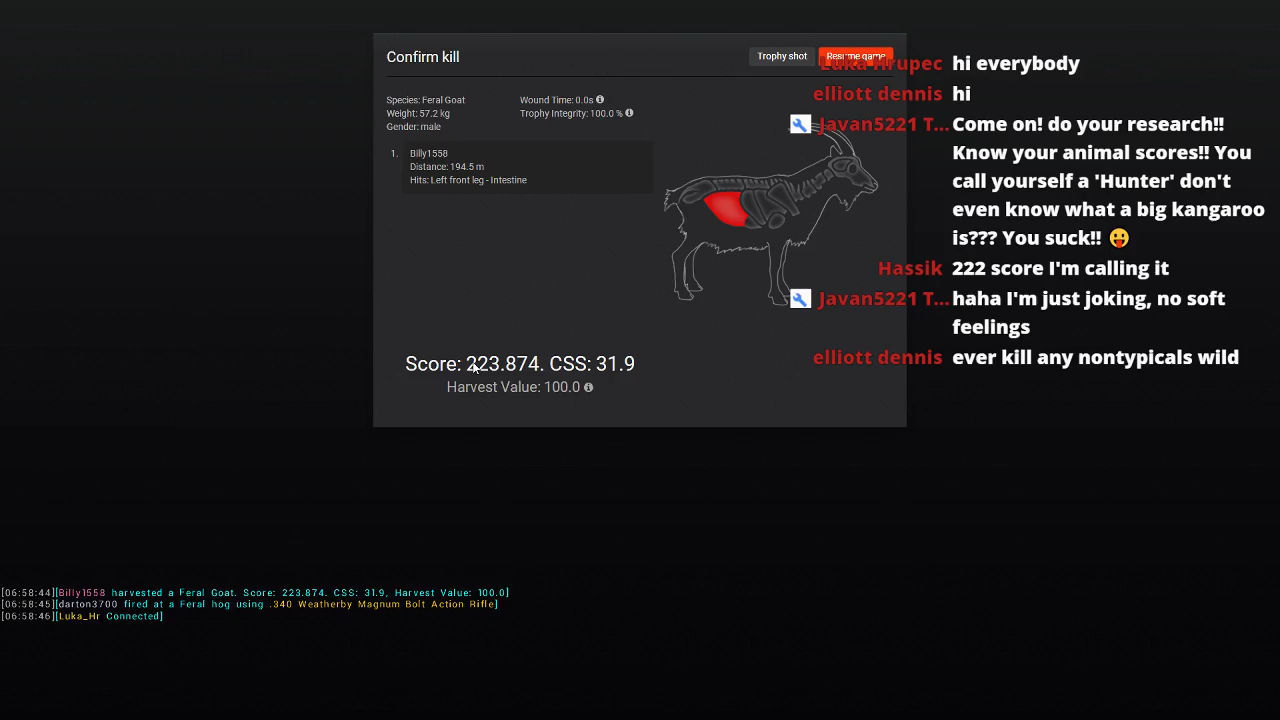 Confirm kill
Trophy shot
Resume game
Species: Feral Goat
Weight: 57.2 kg
Gender: male
Wound Time: 0.0s
Trophy Integrity: 100.0 %
1.
Billy1558
Distance: 194.5 m
Hits: Left front leg - Intestine
Score: 223.874. CSS: 31.9
Harvest Value: 100.0
Luka Hrupec hi everybody
elliott dennis hi
Javan5221 T... Come on! do your research!!
Know your animal scores!! You
call yourself a 'Hunter' don't
even know what a big kangaroo
is??? You suck!! 😛
Hassik 222 score I'm calling it
Javan5221 T... haha I'm just joking, no soft
feelings
elliott dennis ever kill any nontypicals wild
[06:58:44][Billy1558 harvested a Feral Goat. Score: 223.874. CSS: 31.9, Harvest Value: 100.0]
[06:58:45][darton3700 fired at a Feral hog using .340 Weatherby Magnum Bolt Action Rifle]
[06:58:46][Luka_Hr Connected]